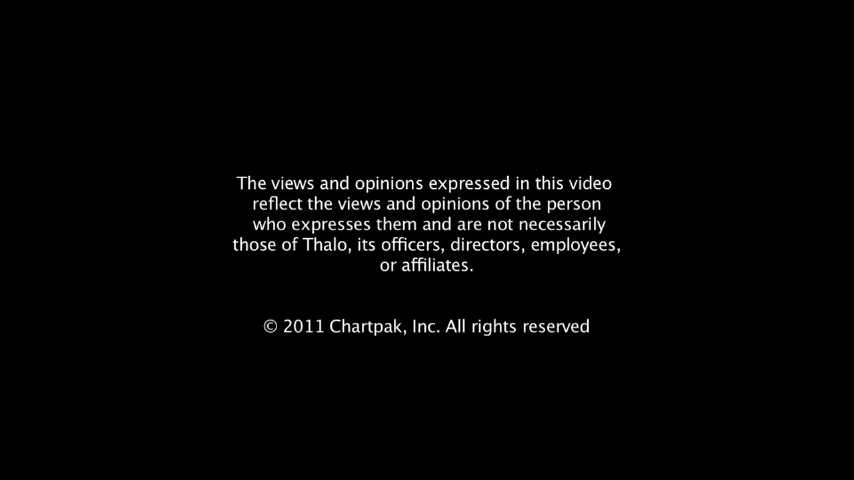 The views and opinions expressed in this video
reflect the views and opinions of the person
who expresses them and are not necessarily
those of Thalo, its officers, directors, employees,
or affiliates.
© 2011 Chartpak, Inc. All rights reserved